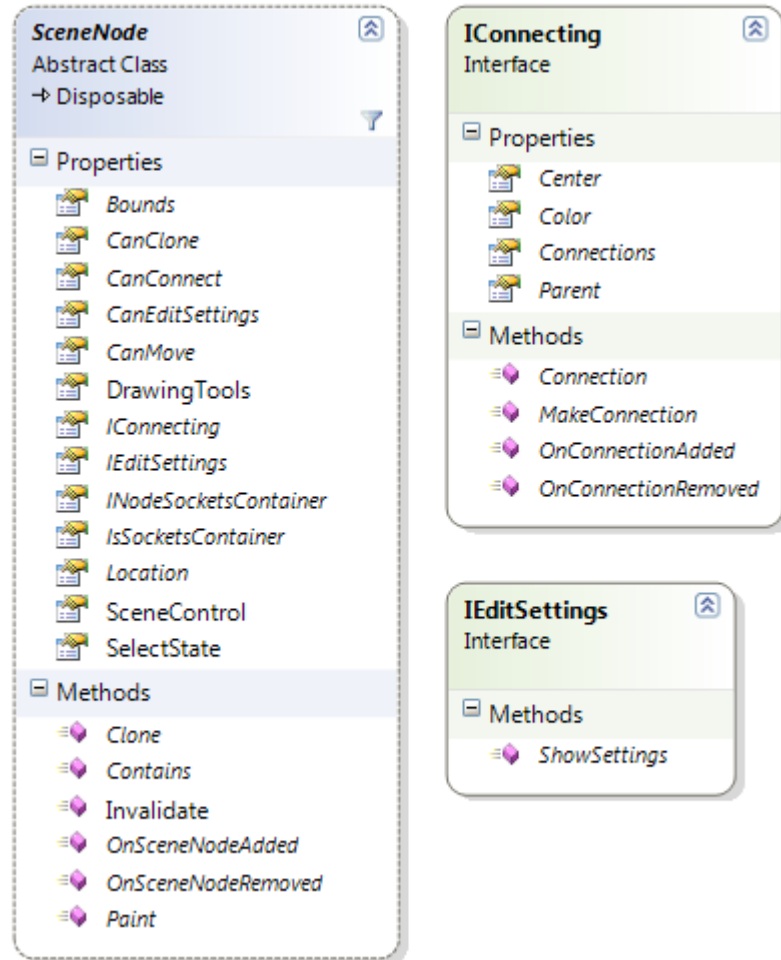 SceneNode
Abstract Class
Disposable
Properties
Bounds
CanClone
CanConnect
CanEditSettings
CanMove
DrawingTools
IConnecting
IEditSettings
INodeSocketsContainer
IsSocketsContainer
Location
SceneControl
SelectState
Methods
Clone
Contains
Invalidate
OnSceneNodeAdded
OnSceneNodeRemoved
Paint
IConnecting
Interface
Properties
Center
Color
Connections
Parent
Methods
Connection
MakeConnection
OnConnectionAdded
OnConnectionRemoved
IEditSettings
Interface
Methods
ShowSettings